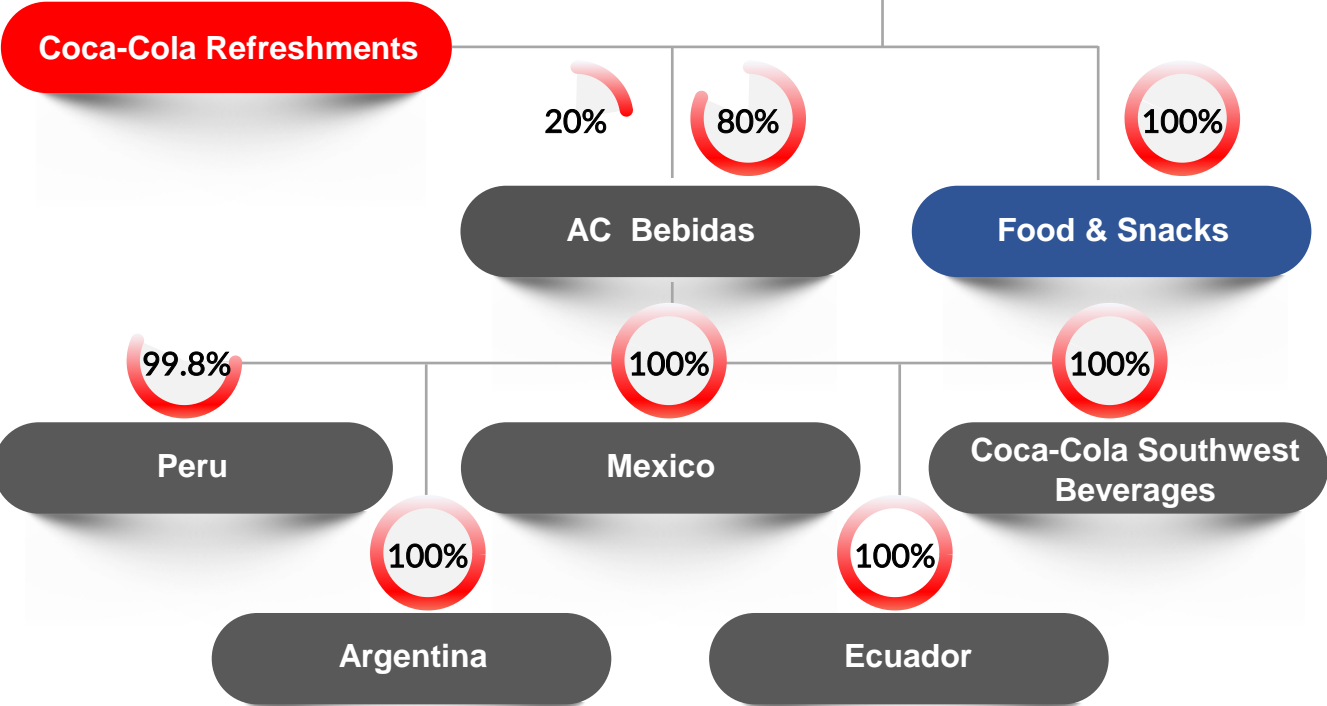 Coca-Cola Refreshments
20%
80%
100%
AC Bebidas
Food & Snacks
99.8%
100%
100%
Peru
Mexico
Coca-Cola Southwest
Beverages
100%
100%
Argentina
Ecuador